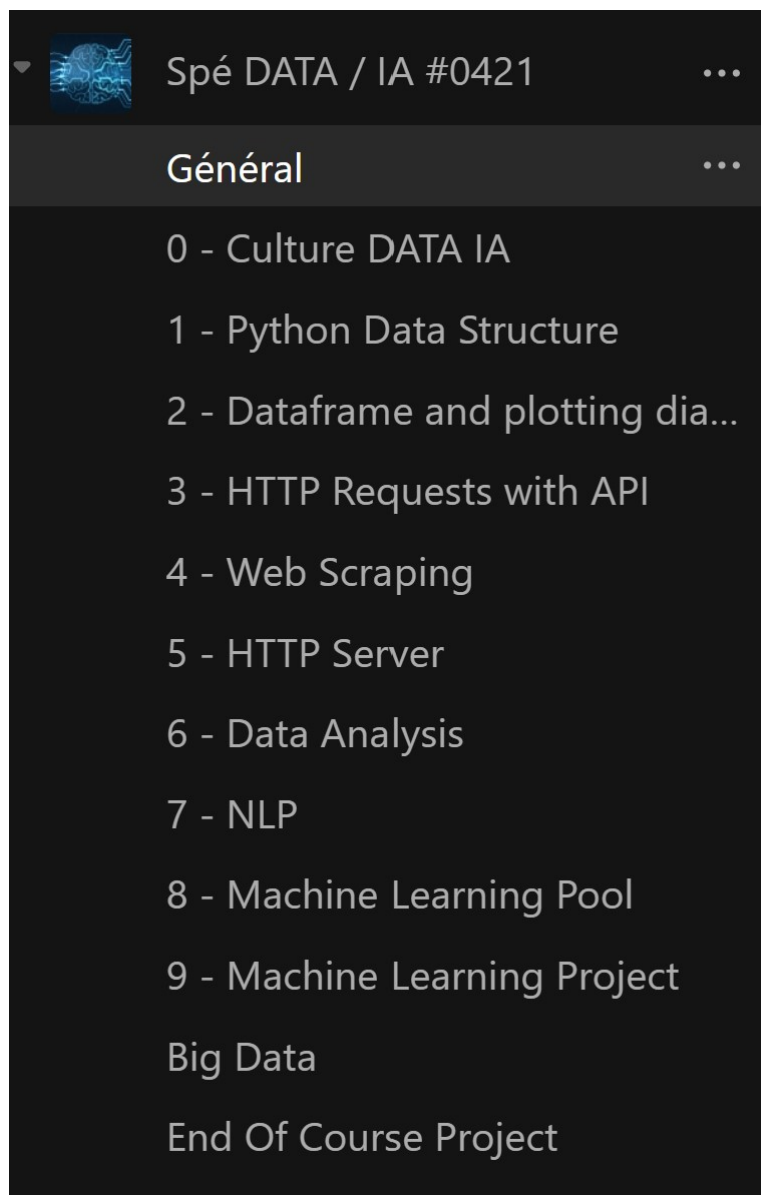 Spé DATA / IA #0421
Général
0 - Culture DATA IA
1 - Python Data Structure
2 - Dataframe and plotting dia...
3 - HTTP Requests with API
4 - Web Scraping
5 - HTTP Server
6 - Data Analysis
7 - NLP
8 - Machine Learning Pool
9 - Machine Learning Project
Big Data
End Of Course Project